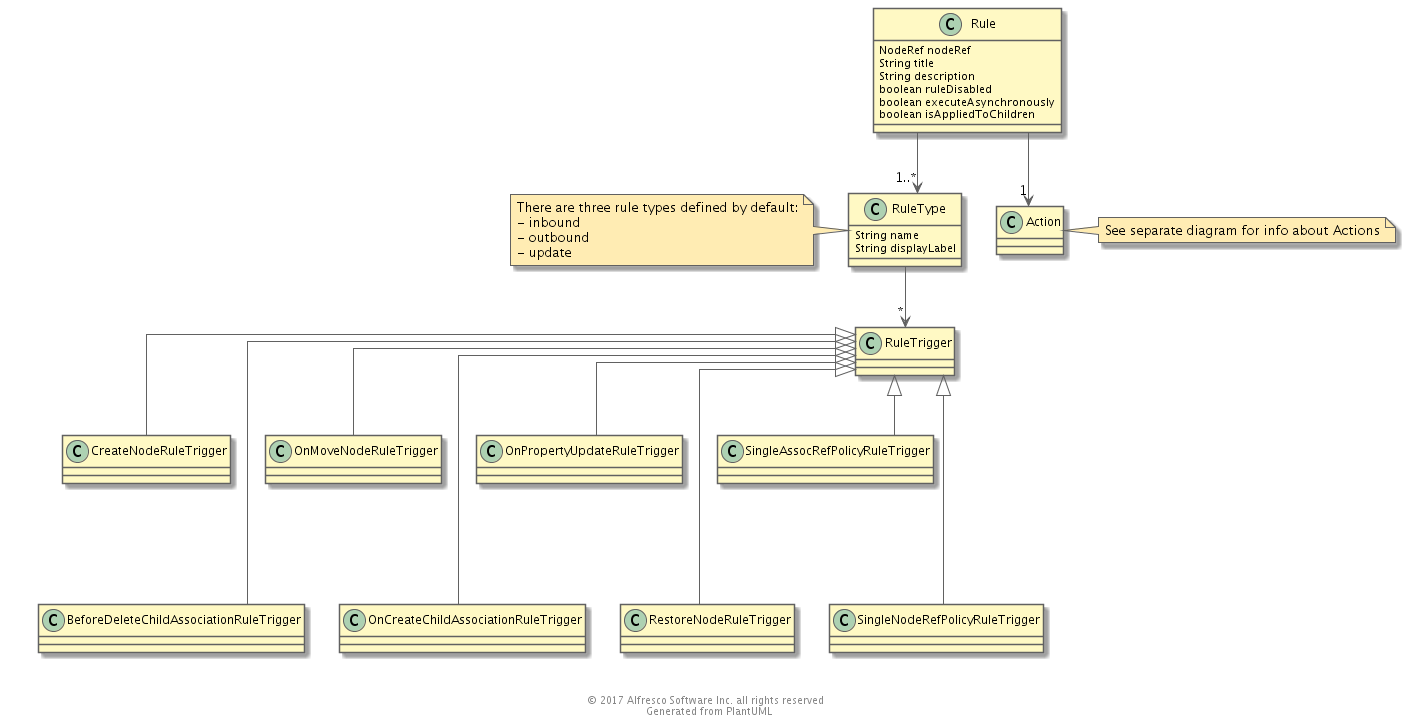 C Rule
NodeRef nodeRef
String title
String description
boolean ruleDisabled
boolean executeAsynchronously
boolean isAppliedToChildren
1..*
1
There are three rule types defined by default:
- inbound
- outbound
- update
C RuleType
String name
String displayLabel
C Action
See separate diagram for info about Actions
*
C RuleTrigger
C CreateNodeRuleTrigger
C OnMoveNodeRuleTrigger
C OnPropertyUpdateRuleTrigger
C SingleAssocRefPolicyRuleTrigger
C BeforeDeleteChildAssociationRuleTrigger
C OnCreateChildAssociationRuleTrigger
C RestoreNodeRuleTrigger
C SingleNodeRefPolicyRuleTrigger
© 2017 Alfresco Software Inc. all rights reserved
Generated from PlantUML